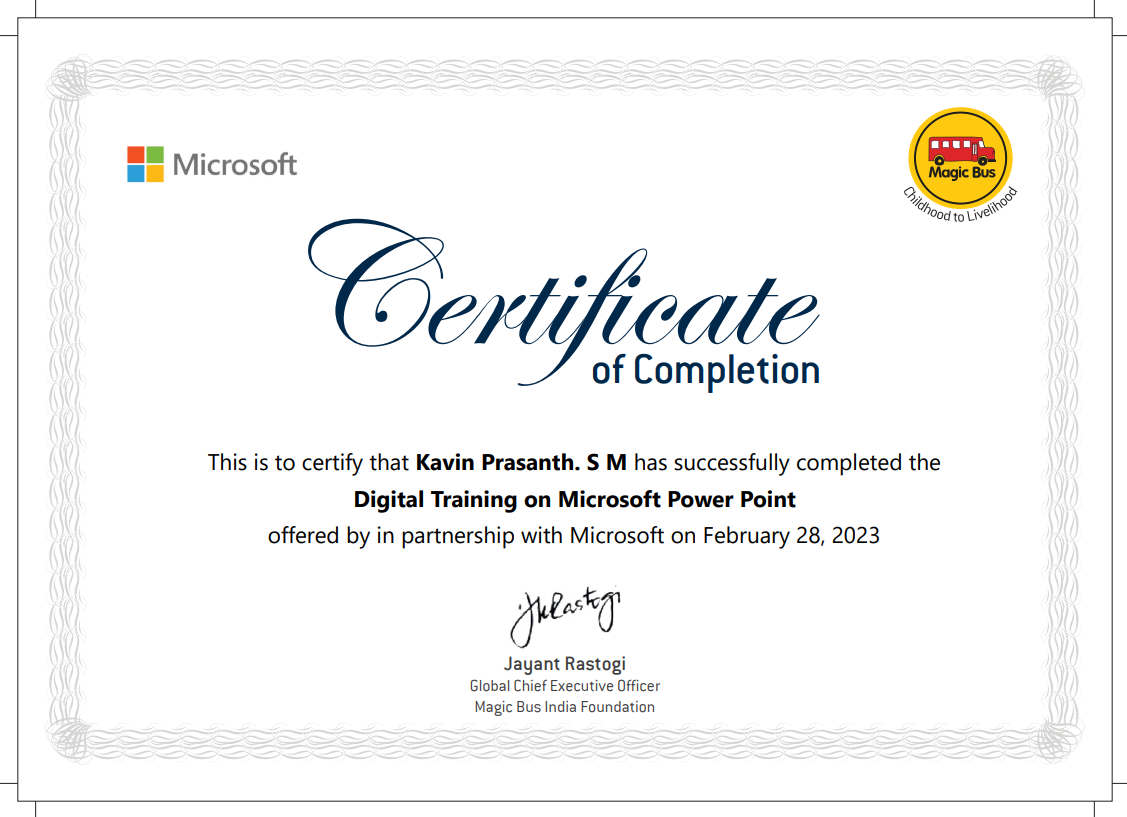 Microsoft
Magic Bus
Childhood to Livelihood
Certificate
of Completion
This is to certify that Kavin Prasanth. S M has successfully completed the
Digital Training on Microsoft Power Point
offered by in partnership with Microsoft on February 28, 2023
JKRastogi
Jayant Rastogi
Global Chief Executive Officer
Magic Bus India Foundation